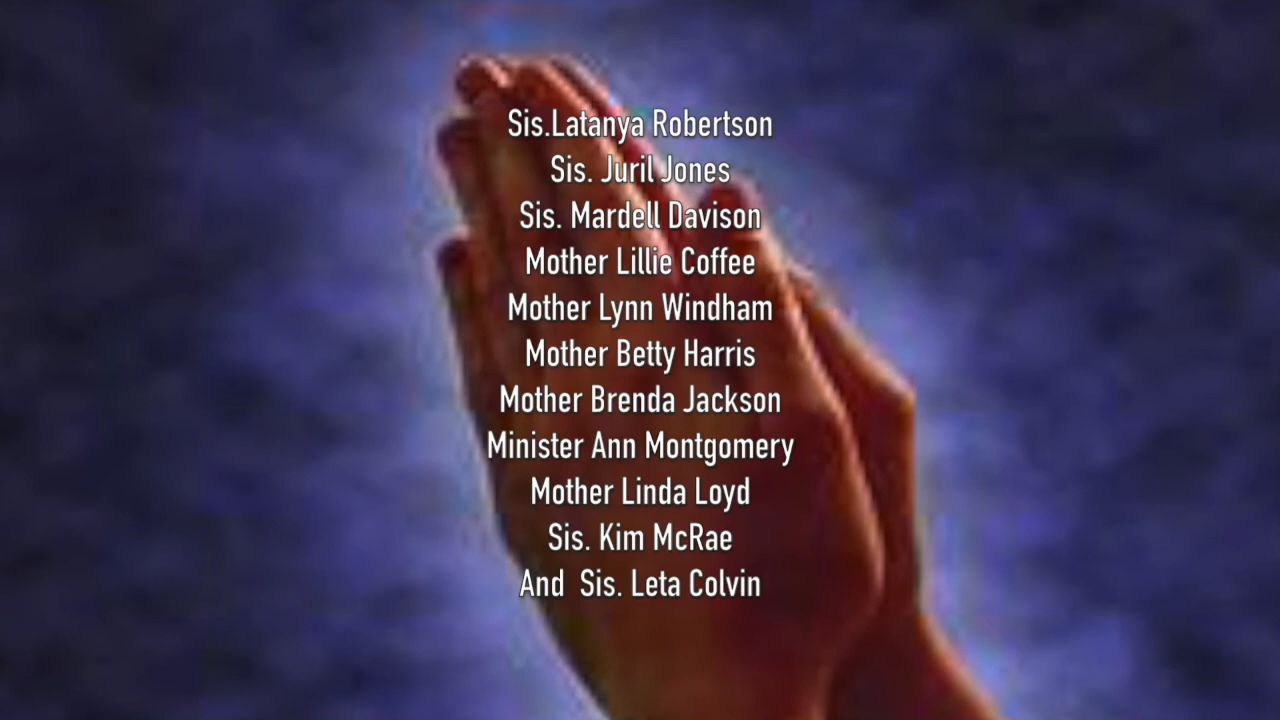 Sis.Latanya Robertson
Sis. Juril Jones
Sis. Mardell Davison
Mother Lillie Coffee
Mother Lynn Windham
Mother Betty Harris
Mother Brenda Jackson
Minister Ann Montgomery
Mother Linda Loyd
Sis. Kim McRae
And  Sis. Leta Colvin